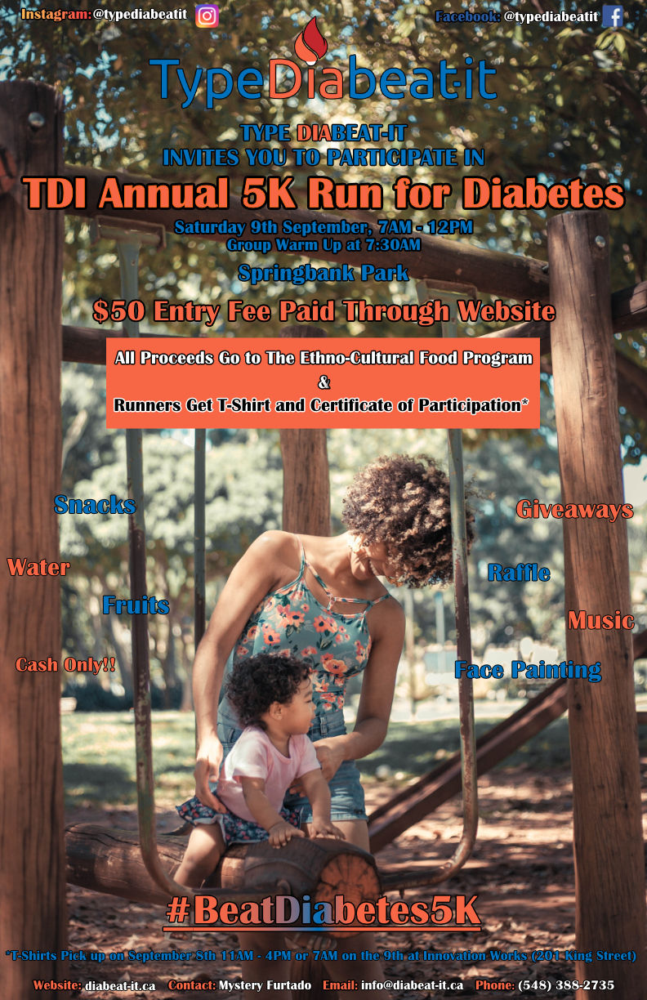 Instagram: @typediabeatit
Facebook: @typediabeatit
TypeDiabeat-it
TYPE DIABEAT-IT
INVITES YOU TO PARTICIPATE IN
TDI Annual 5K Run for Diabetes
Saturday 9th September, 7AM - 12PM
Group Warm Up at 7:30AM
Springbank Park
$50 Entry Fee Paid Through Website
All Proceeds Go to The Ethno-Cultural Food Program
&
Runners Get T-Shirt and Certificate of Participation*
Snacks
Water
Fruits
Cash Only!!
Giveaways
Raffle
Music
Face Painting
#BeatDiabetes5K
*T-Shirts Pick up on September 8th 11AM - 4PM or 7AM on the 9th at Innovation Works (201 King Street)
Website: diabeat-it.ca Contact: Mystery Furtado Email: info@diabeat-it.ca Phone: (548) 388-2735